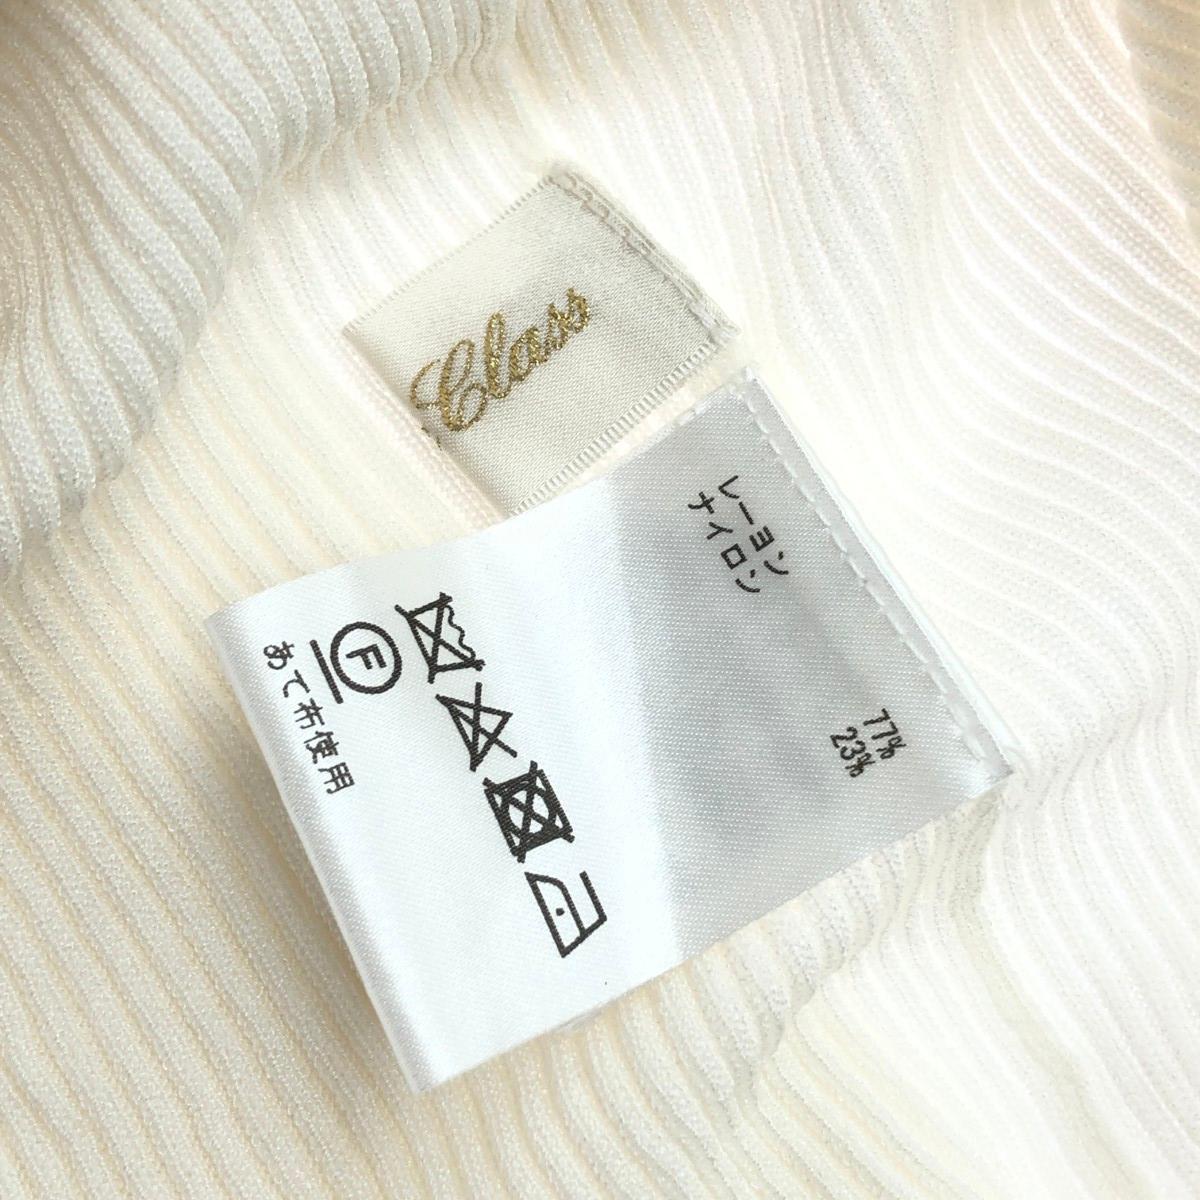 Class
レーヨン 77%
ナイロン 23%
F
あて布使用